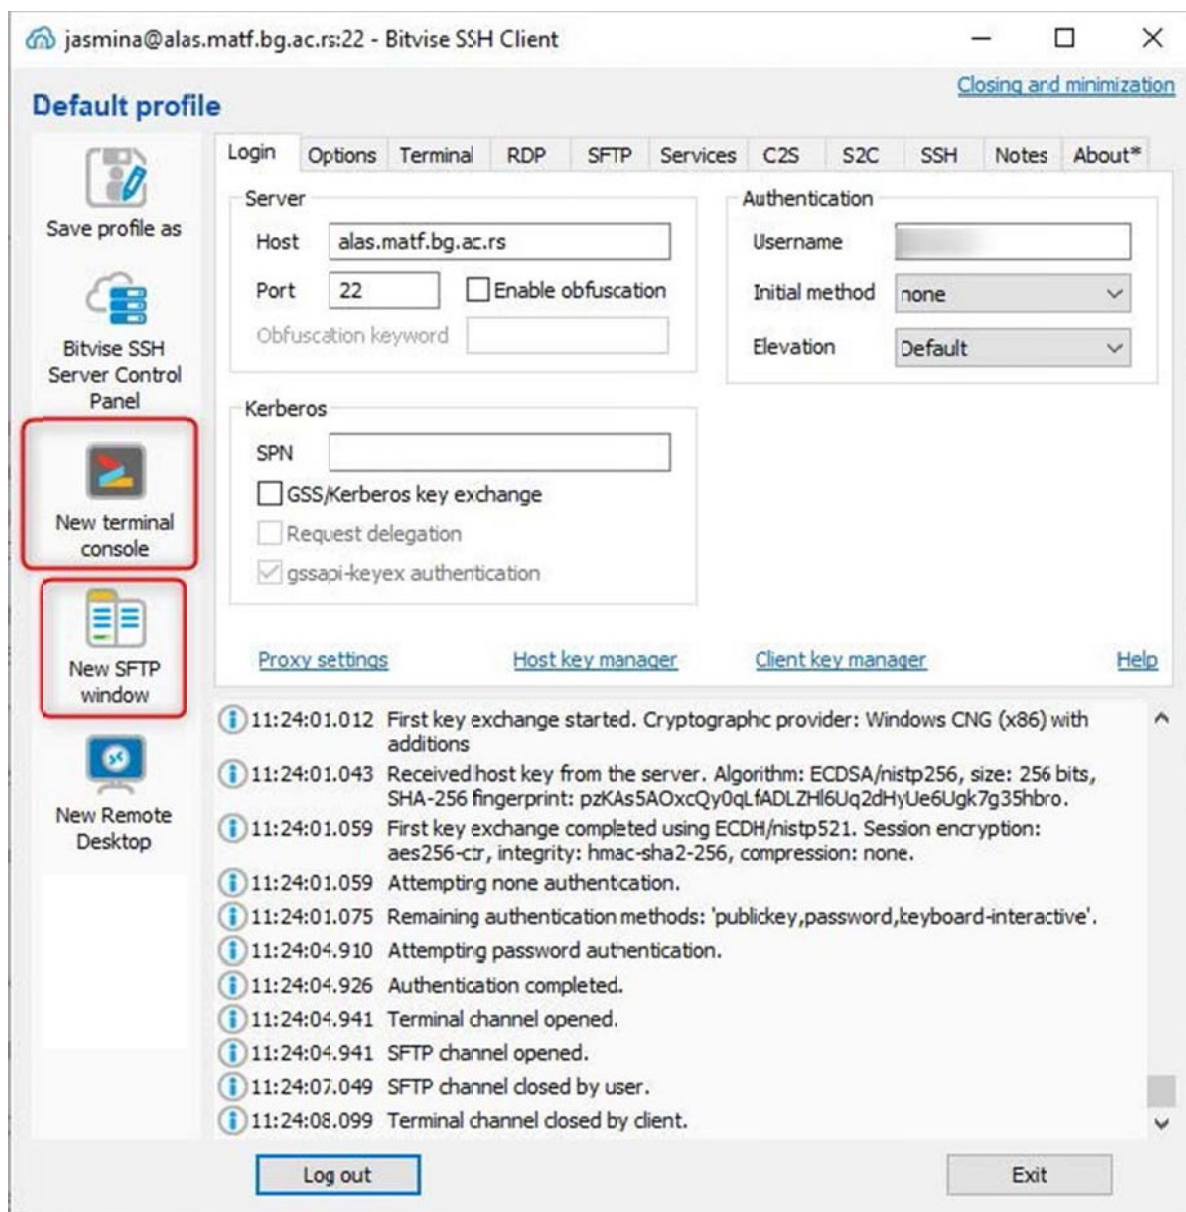 jasmina@alas.matf.bg.ac.rs:22 - Bitvise SSH Client
Closing and minimization
Default profile
Save profile as
Bitvise SSH
Server Control
Panel
New terminal
console
New SFTP
window
New Remote
Desktop
Login Options Terminal RDP SFTP Services C2S S2C SSH Notes About*
Server
Host alas.matf.bg.ac.rs
Port 22 Enable obfuscation
Obfuscation keyword
Authentication
Username
Initial method none
Elevation Default
Kerberos
SPN
GSS/Kerberos key exchange
Request delegation
gssapi-keyex authentication
Proxy settings Host key manager Client key manager Help
11:24:01.012 First key exchange started. Cryptographic provider: Windows CNG (x86) with
additions
11:24:01.043 Received host key from the server. Algorithm: ECDSA/nistp256, size: 256 bits,
SHA-256 fingerprint: pzKAs5AOxcQy0qLfADLZHl6Uq2dHyUe6Ugk7g35hbro.
11:24:01.059 First key exchange completed using ECDH/nistp521. Session encryption:
aes256-ctr, integrity: hmac-sha2-256, compression: none.
11:24:01.059 Attempting none authentication.
11:24:01.075 Remaining authentication methods: 'publickey,password,keyboard-interactive'.
11:24:04.910 Attempting password authentication.
11:24:04.926 Authentication completed.
11:24:04.941 Terminal channel opened.
11:24:04.941 SFTP channel opened.
11:24:07.049 SFTP channel closed by user.
11:24:08.099 Terminal channel closed by client.
Log out Exit